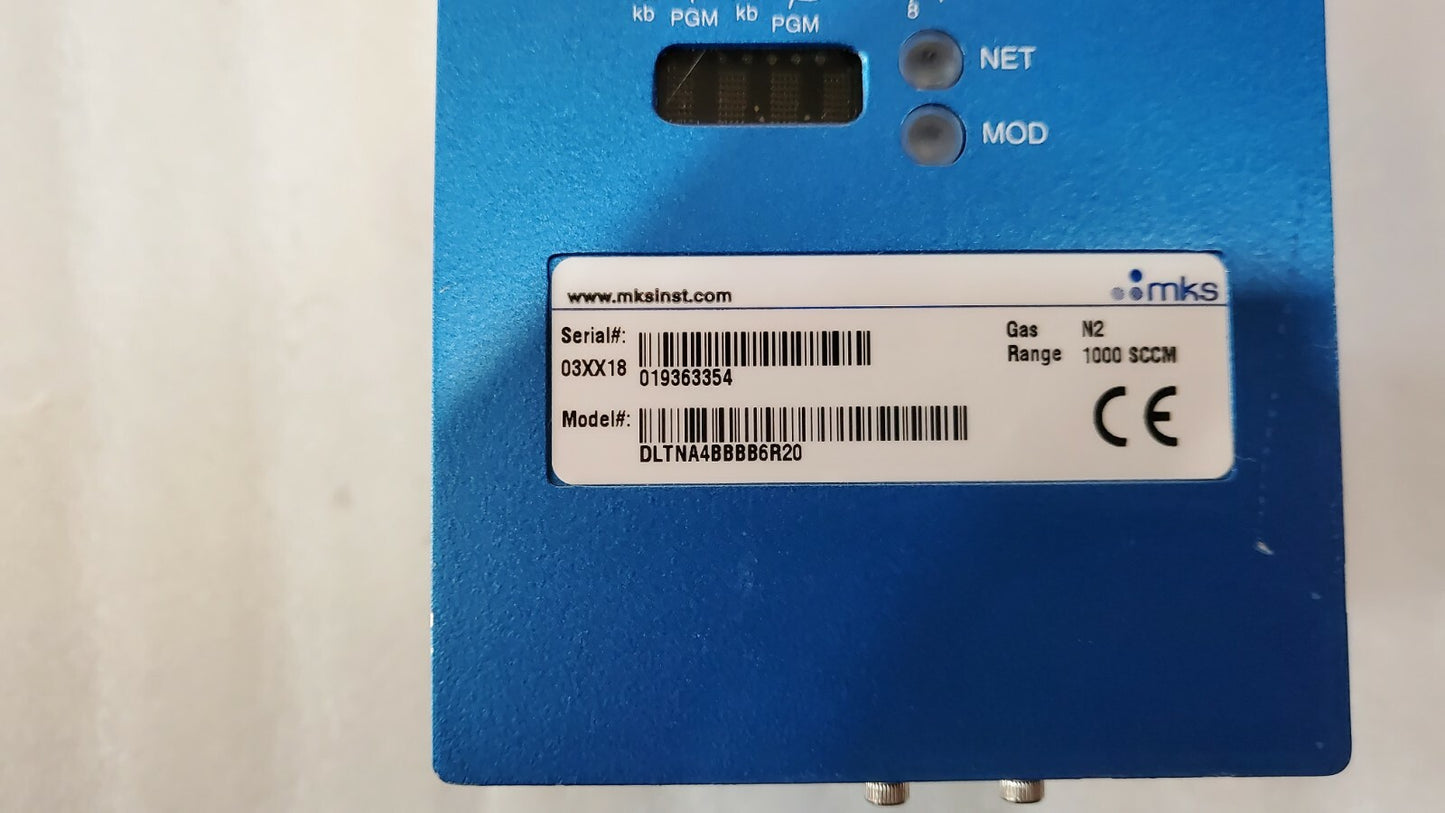 kb PGM kb PGM
8
NET
MOD
www.mksinst.com
mks
Serial#:
03XX18
019363354
Gas N2
Range 1000 SCCM
Model#:
DLTNA4BBBB6R20
CE